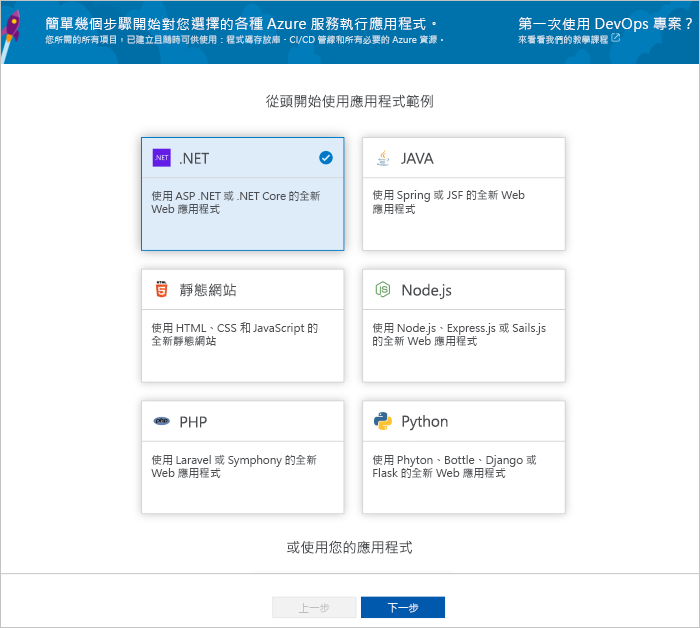 簡單幾個步驟開始對您選擇的各種 Azure 服務執行應用程式。
您所需的所有項目，已建立且隨時可供使用：程式碼存放庫、CI/CD 管線和所有必要的 Azure 資源。
第一次使用 DevOps 專案？
來看看我們的教學課程
從頭開始使用應用程式範例
.NET
.NET
使用 ASP .NET 或 .NET Core 的全新
Web 應用程式
JAVA
使用 Spring 或 JSF 的全新 Web
應用程式
HTML
5
靜態網站
使用 HTML、CSS 和 JavaScript 的
全新靜態網站
JS
Node.js
使用 Node.js、Express.js 或 Sails.js
的全新 Web 應用程式
php
PHP
使用 Laravel 或 Symphony 的全新
Web 應用程式
Python
使用 Phyton、Bottle、Django 或
Flask 的全新 Web 應用程式
或使用您的應用程式
上一步
下一步